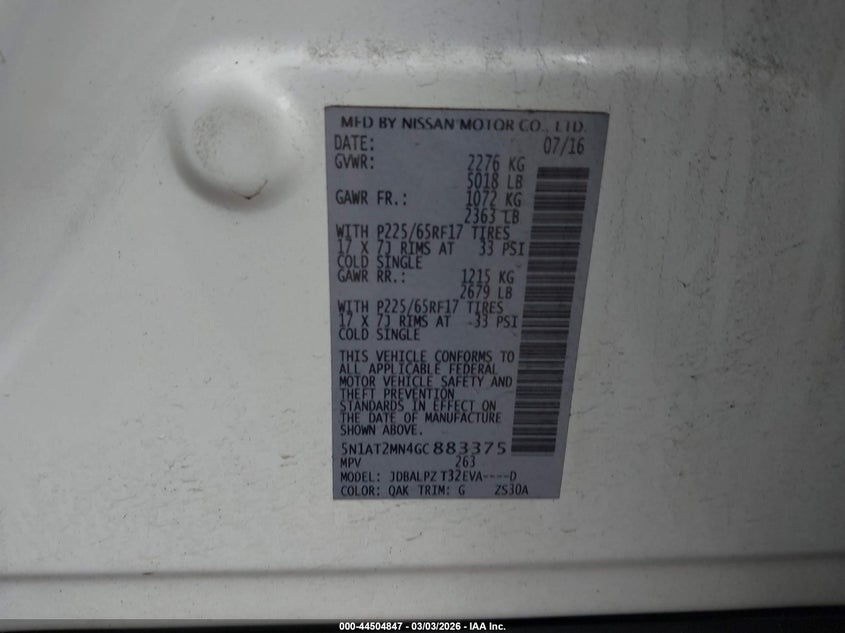 MFD BY NISSAN MOTOR CO., LTD.
DATE: 07/16
GVWR: 2276 KG
5018 LB
GAWR FR.: 1072 KG
2363 LB
WITH P225/65RF17 TIRES
17 X 7J RIMS AT 33 PSI
COLD SINGLE
GAWR RR.: 1215 KG
2679 LB
WITH P225/65RF17 TIRES
17 X 7J RIMS AT 33 PSI
COLD SINGLE
THIS VEHICLE CONFORMS TO
ALL APPLICABLE FEDERAL
MOTOR VEHICLE SAFETY AND
THEFT PREVENTION
STANDARDS IN EFFECT ON
THE DATE OF MANUFACTURE
SHOWN ABOVE.
5N1AT2MN4GC883375
MPV 263
MODEL: JDBALPZ T32EVA----D
COLOR: QAK TRIM: G ZS30A
000-44504847 - 03/03/2026 - IAA Inc.